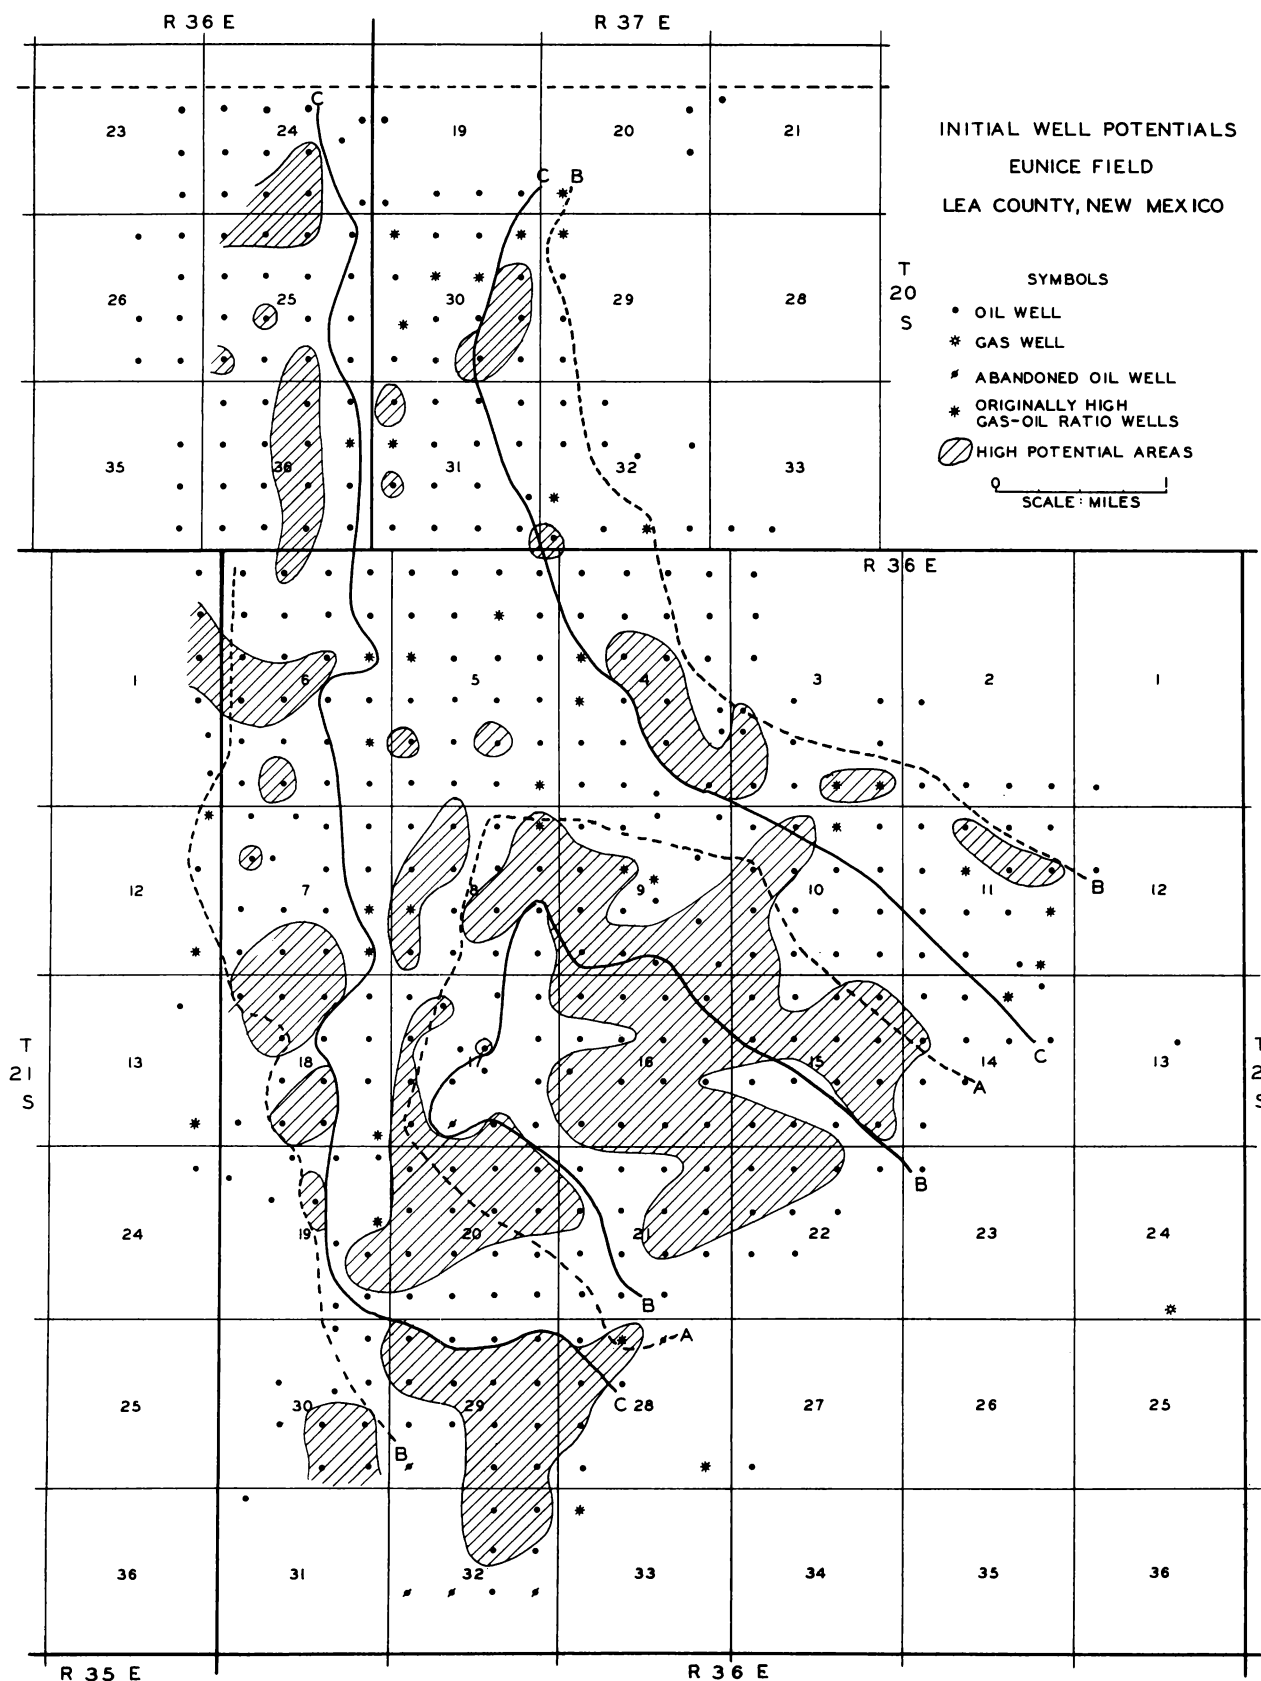 R 36 E
R 37 E
C
23
24
19
20
21
INITIAL WELL POTENTIALS
EUNICE FIELD
LEA COUNTY, NEW MEXICO
C B
T
20
S
26
25
30
29
28
SYMBOLS
OIL WELL
GAS WELL
ABANDONED OIL WELL
ORIGINALLY HIGH
GAS-OIL RATIO WELLS
HIGH POTENTIAL AREAS
0 1
SCALE: MILES
35
36
31
32
33
R 36 E
1
6
5
4
3
2
1
12
7
8
9
10
11
B
12
T
21
S
13
18
17
16
15
14
C
A
13
T
2
S
B
24
19
20
21
22
23
24
B
A
25
30
29
C
28
27
26
25
B
36
31
32
33
34
35
36
R 35 E
R 36 E